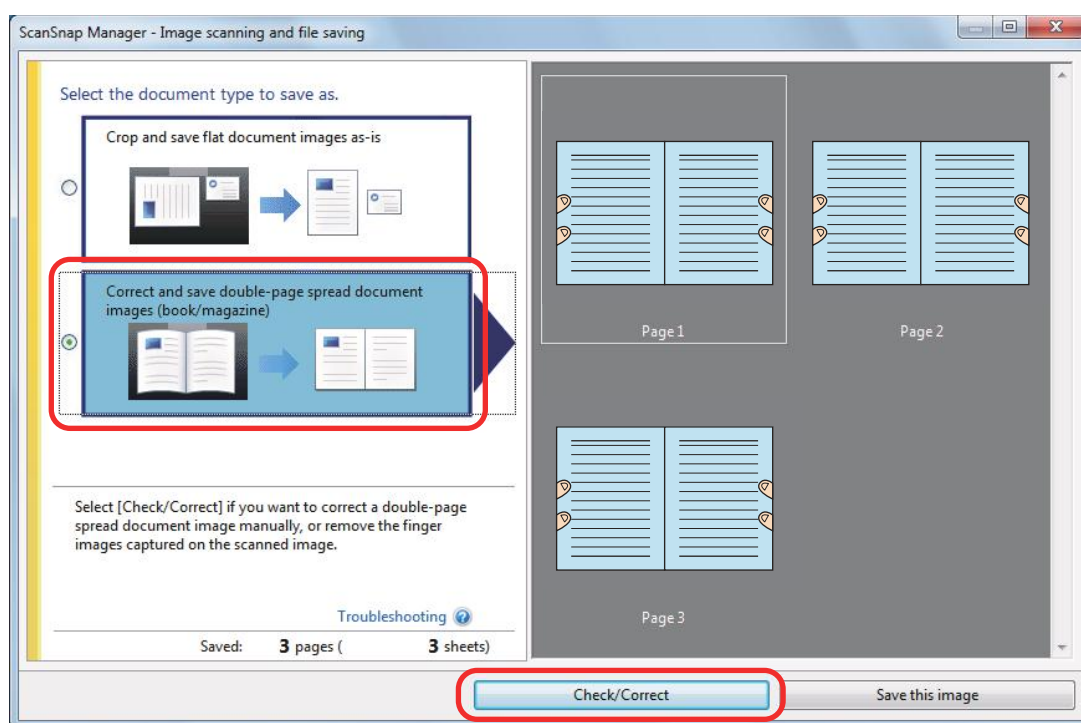 ScanSnap Manager - Image scanning and file saving
Select the document type to save as.
Crop and save flat document images as-is
Correct and save double-page spread document
images (book/magazine)
Select [Check/Correct] if you want to correct a double-page
spread document image manually, or remove the finger
images captured on the scanned image.
Troubleshooting
Saved: 3 pages ( 3 sheets)
Page 1
Page 2
Page 3
Check/Correct
Save this image